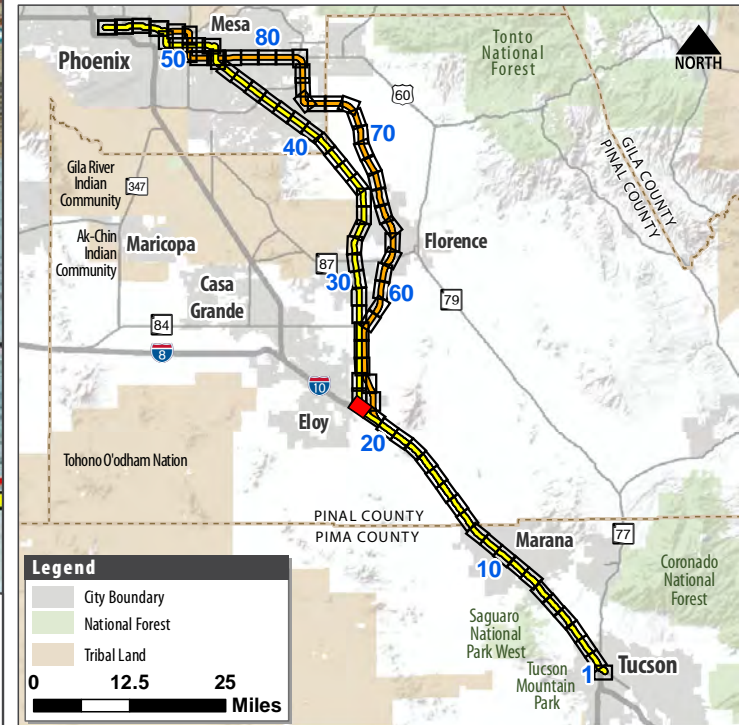 Mesa
80
Tonto
National
Forest
NORTH
Phoenix
50
60
70
40
GILA COUNTY
PINAL COUNTY
Gila River
Indian
Community
347
Ak-Chin
Indian
Community
Maricopa
Florence
87
30
Casa
Grande
60
79
84
8
10
Eloy
20
Tohono O'odham Nation
PINAL COUNTY
PIMA COUNTY
Marana
77
10
Coronado
National
Forest
Saguaro
National
Park West
Tucson
Mountain
Park
1
Tucson
Legend
City Boundary
National Forest
Tribal Land
0 12.5 25
Miles